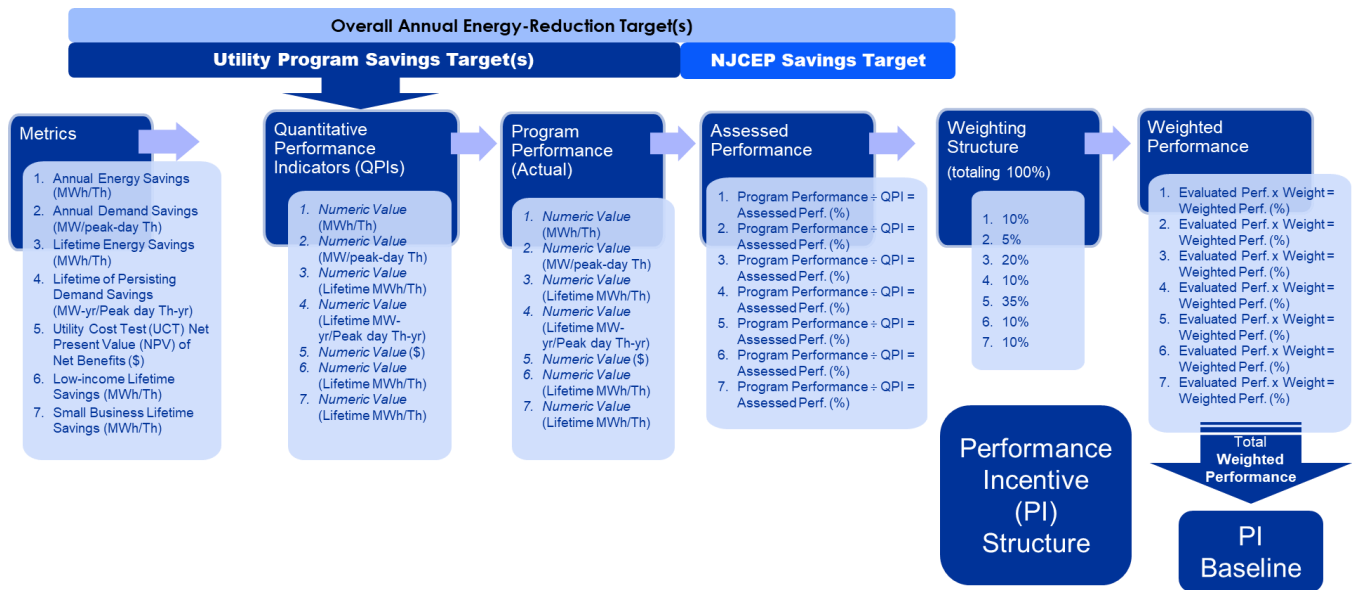 Overall Annual Energy-Reduction Target(s)
Utility Program Savings Target(s)
NJCEP Savings Target
Metrics
1. Annual Energy Savings
(MWh/Th)
2. Annual Demand Savings
(MW/peak-day Th)
3. Lifetime Energy Savings
(MWh/Th)
4. Lifetime of Persisting
Demand Savings
(MW-yr/Peak day Th-yr)
5. Utility Cost Test (UCT) Net
Present Value (NPV) of
Net Benefits ($)
6. Low-income Lifetime
Savings (MWh/Th)
7. Small Business Lifetime
Savings (MWh/Th)
Quantitative
Performance
Indicators (QPIs)
1. Numeric Value
(MWh/Th)
2. Numeric Value
(MW/peak-day Th)
3. Numeric Value
(Lifetime MWh/Th)
4. Numeric Value
(Lifetime MW-
yr/Peak day Th-yr)
5. Numeric Value ($)
6. Numeric Value
(Lifetime MWh/Th)
7. Numeric Value
(Lifetime MWh/Th)
Program
Performance
(Actual)
1. Numeric Value
(MWh/Th)
2. Numeric Value
(MW/peak-day Th)
3. Numeric Value
(Lifetime MWh/Th)
4. Numeric Value
(Lifetime MW-
yr/Peak day Th-yr)
5. Numeric Value ($)
6. Numeric Value
(Lifetime MWh/Th)
7. Numeric Value
(Lifetime MWh/Th)
Assessed
Performance
1. Program Performance ÷ QPI =
Assessed Perf. (%)
2. Program Performance ÷ QPI =
Assessed Perf. (%)
3. Program Performance ÷ QPI =
Assessed Perf. (%)
4. Program Performance ÷ QPI =
Assessed Perf. (%)
5. Program Performance ÷ QPI =
Assessed Perf. (%)
6. Program Performance ÷ QPI =
Assessed Perf. (%)
7. Program Performance ÷ QPI =
Assessed Perf. (%)
Weighting
Structure
(totaling 100%)
1. 10%
2. 5%
3. 20%
4. 10%
5. 35%
6. 10%
7. 10%
Weighted
Performance
1. Evaluated Perf. x Weight =
Weighted Perf. (%)
2. Evaluated Perf. x Weight =
Weighted Perf. (%)
3. Evaluated Perf. x Weight =
Weighted Perf. (%)
4. Evaluated Perf. x Weight =
Weighted Perf. (%)
5. Evaluated Perf. x Weight =
Weighted Perf. (%)
6. Evaluated Perf. x Weight =
Weighted Perf. (%)
7. Evaluated Perf. x Weight =
Weighted Perf. (%)
Performance
Incentive
(PI)
Structure
Total
Weighted
Performance
PI
Baseline